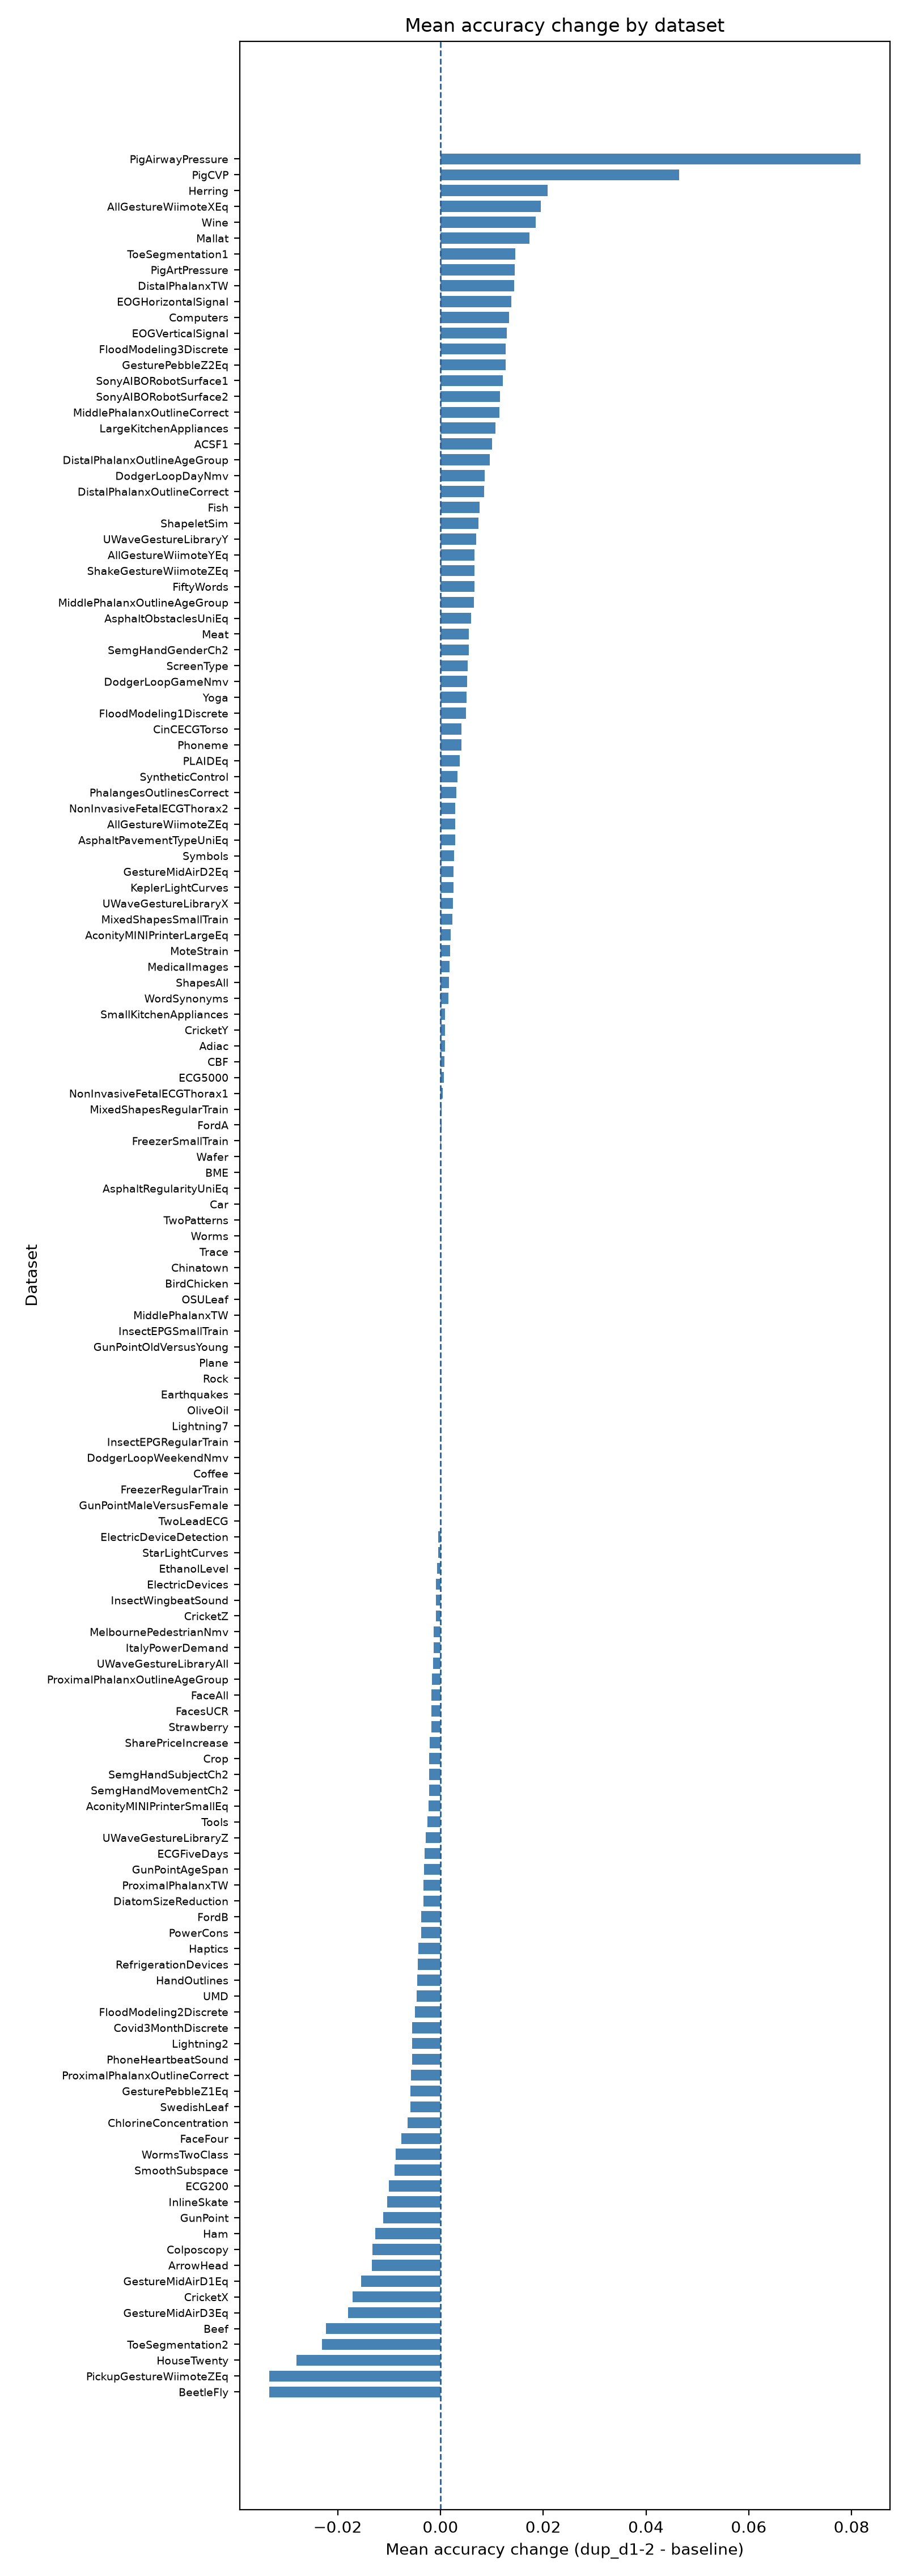 Mean accuracy change by dataset
PigAirwayPressure
PigCVP
Herring
AllGestureWiimoteXEq
Wine
Mallat
ToeSegmentation1
PigArtPressure
DistalPhalanxTW
EOGHorizontalSignal
Computers
EOGVerticalSignal
FloodModeling3Discrete
GesturePebbleZ2Eq
SonyAIBORobotSurface1
SonyAIBORobotSurface2
MiddlePhalanxOutlineCorrect
LargeKitchenAppliances
ACSF1
DistalPhalanxOutlineAgeGroup
DodgerLoopDayNmv
DistalPhalanxOutlineCorrect
Fish
ShapeletSim
UWaveGestureLibraryY
AllGestureWiimoteYEq
ShakeGestureWiimoteZEq
FiftyWords
MiddlePhalanxOutlineAgeGroup
AsphaltObstaclesUniEq
Meat
SemgHandGenderCh2
ScreenType
DodgerLoopGameNmv
Yoga
FloodModeling1Discrete
CinCECGTorso
Phoneme
PLAIDEq
SyntheticControl
PhalangesOutlinesCorrect
NonInvasiveFetalECGThorax2
AllGestureWiimoteZEq
AsphaltPavementTypeUniEq
Symbols
GestureMidAirD2Eq
KeplerLightCurves
UWaveGestureLibraryX
MixedShapesSmallTrain
AconityMINIPrinterLargeEq
MoteStrain
MedicalImages
ShapesAll
WordSynonyms
SmallKitchenAppliances
CricketY
Adiac
CBF
ECG5000
NonInvasiveFetalECGThorax1
MixedShapesRegularTrain
FordA
FreezerSmallTrain
Wafer
BME
AsphaltRegularityUniEq
Car
TwoPatterns
Worms
Trace
Chinatown
BirdChicken
OSULeaf
MiddlePhalanxTW
InsectEPGSmallTrain
GunPointOldVersusYoung
Plane
Rock
Earthquakes
OliveOil
Lightning7
InsectEPGRegularTrain
DodgerLoopWeekendNmv
Coffee
FreezerRegularTrain
GunPointMaleVersusFemale
TwoLeadECG
ElectricDeviceDetection
StarLightCurves
EthanolLevel
ElectricDevices
InsectWingbeatSound
CricketZ
MelbournePedestrianNmv
ItalyPowerDemand
UWaveGestureLibraryAll
ProximalPhalanxOutlineAgeGroup
FaceAll
FacesUCR
Strawberry
SharePriceIncrease
Crop
SemgHandSubjectCh2
SemgHandMovementCh2
AconityMINIPrinterSmallEq
Tools
UWaveGestureLibraryZ
ECGFiveDays
GunPointAgeSpan
ProximalPhalanxTW
DiatomSizeReduction
FordB
PowerCons
Haptics
RefrigerationDevices
HandOutlines
UMD
FloodModeling2Discrete
Covid3MonthDiscrete
Lightning2
PhoneHeartbeatSound
ProximalPhalanxOutlineCorrect
GesturePebbleZ1Eq
SwedishLeaf
ChlorineConcentration
FaceFour
WormsTwoClass
SmoothSubspace
ECG200
InlineSkate
GunPoint
Ham
Colposcopy
ArrowHead
GestureMidAirD1Eq
CricketX
GestureMidAirD3Eq
Beef
ToeSegmentation2
HouseTwenty
PickupGestureWiimoteZEq
BeetleFly
Dataset
−0.02 0.00 0.02 0.04 0.06 0.08
Mean accuracy change (dup_d1-2 - baseline)